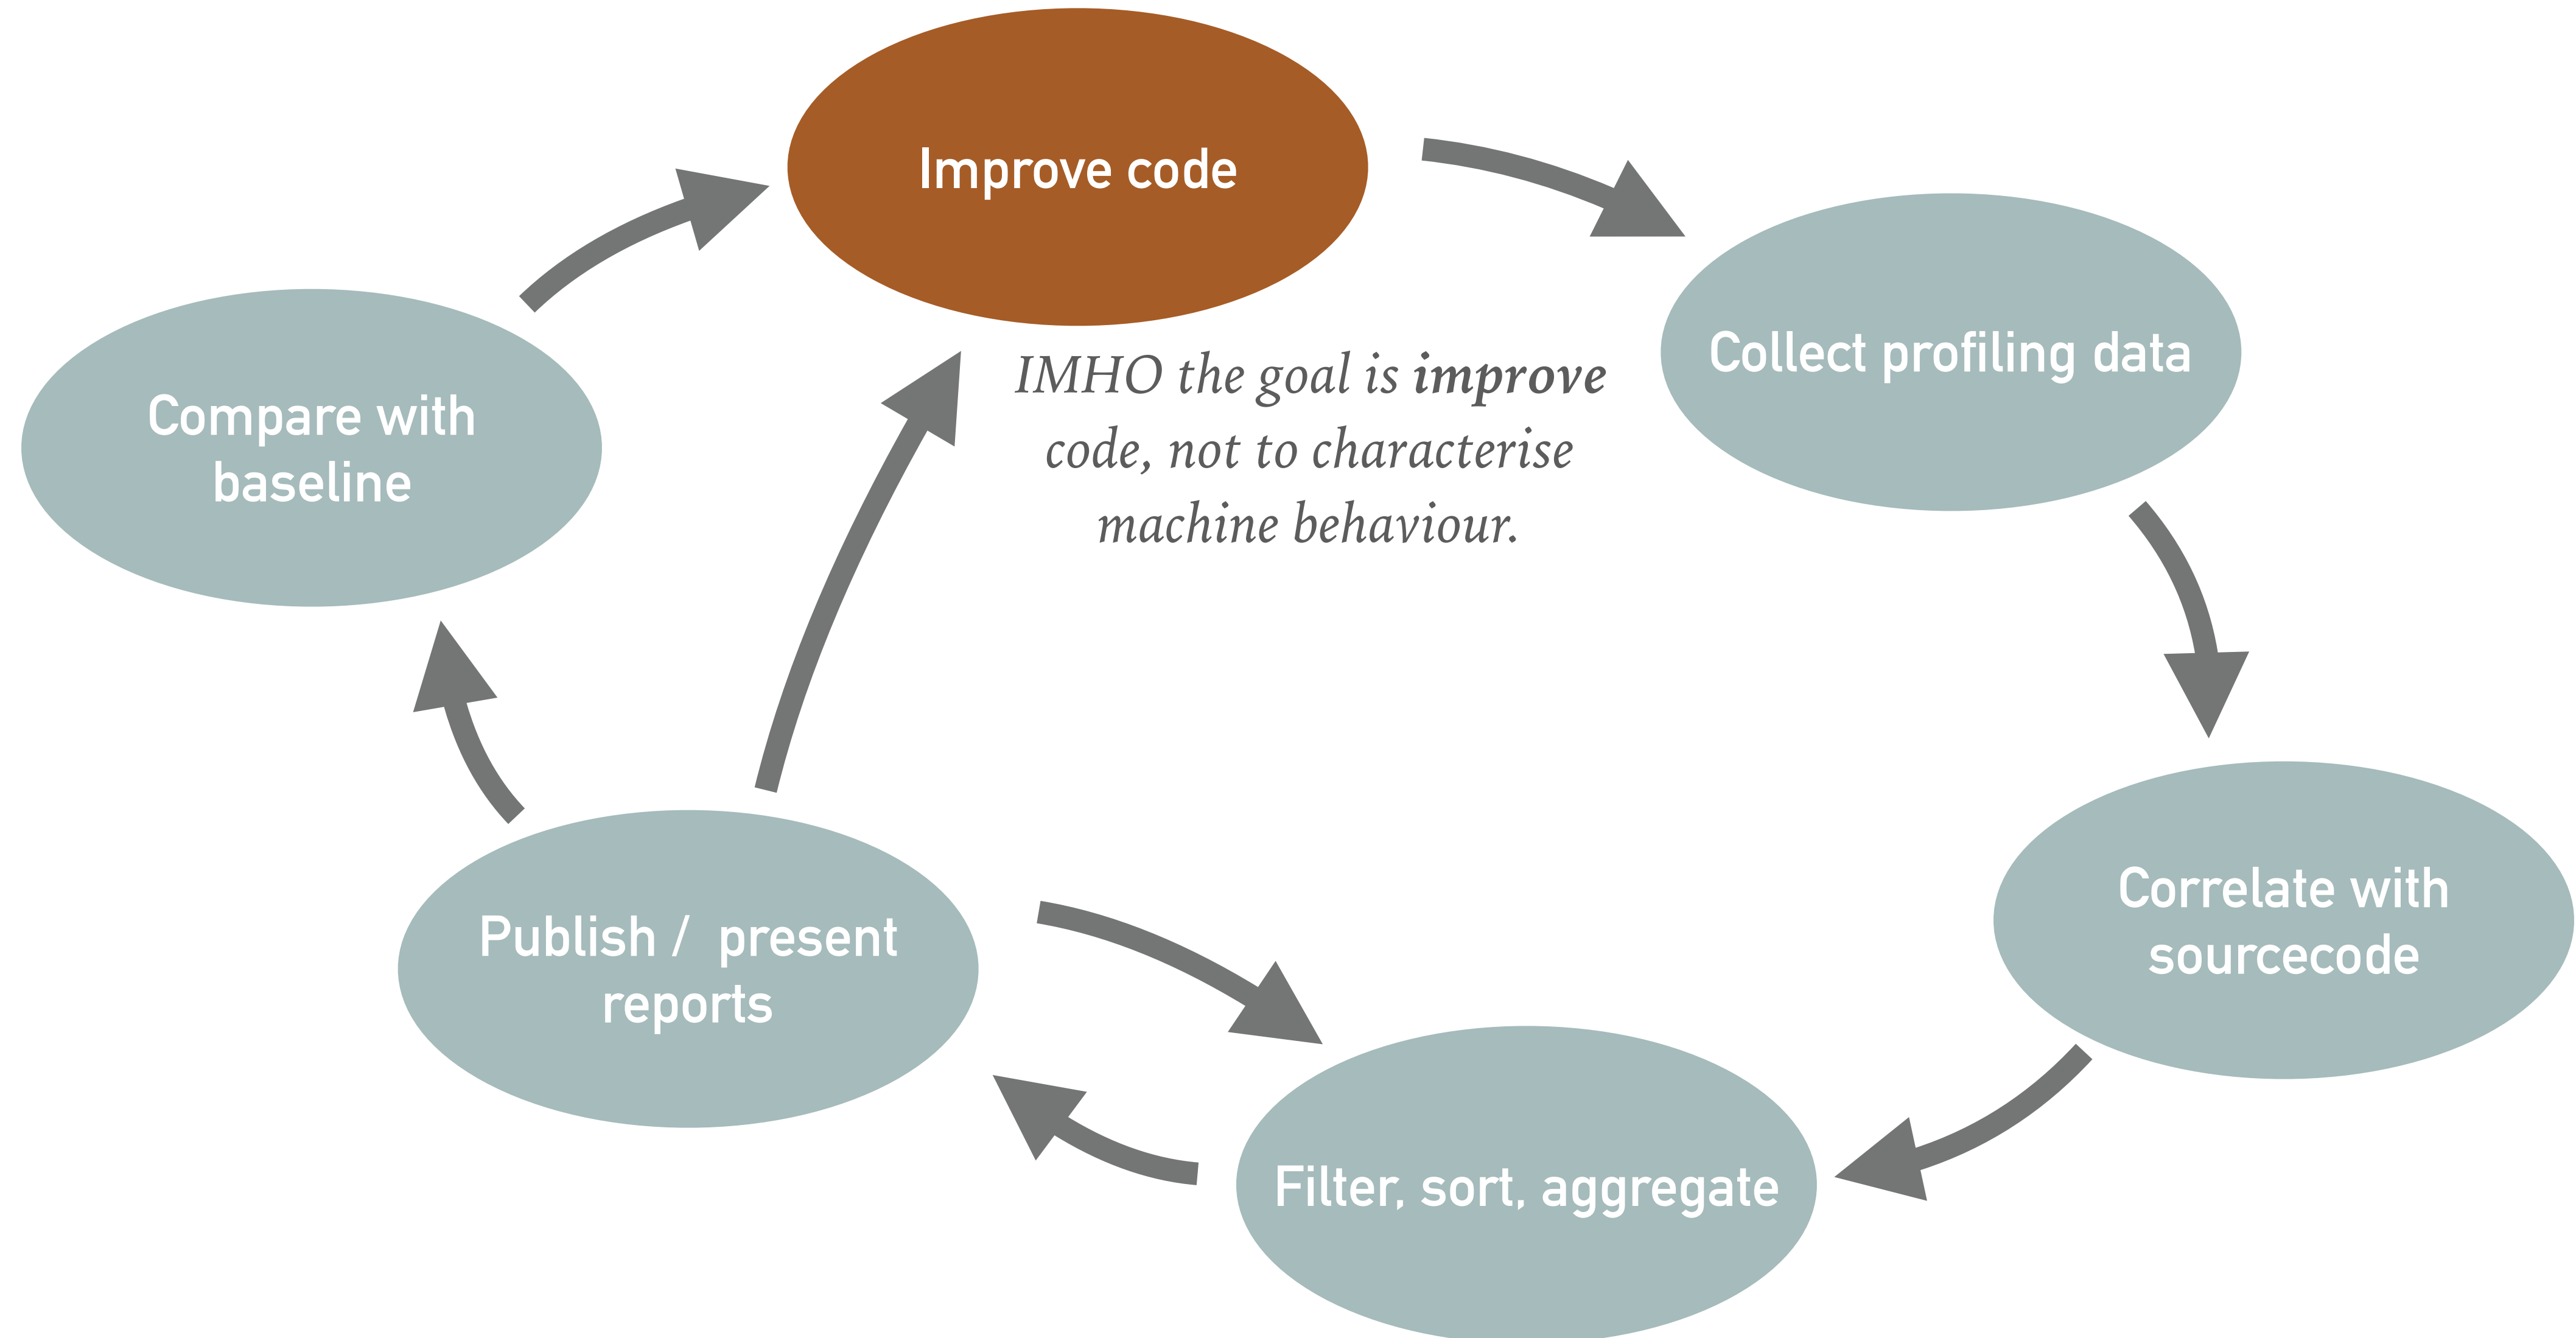 Improve code
IMHO the goal is improve
code, not to characterise
machine behaviour.
Collect profiling data
Correlate with
sourcecode
Filter, sort, aggregate
Publish /  present
reports
Compare with
baseline